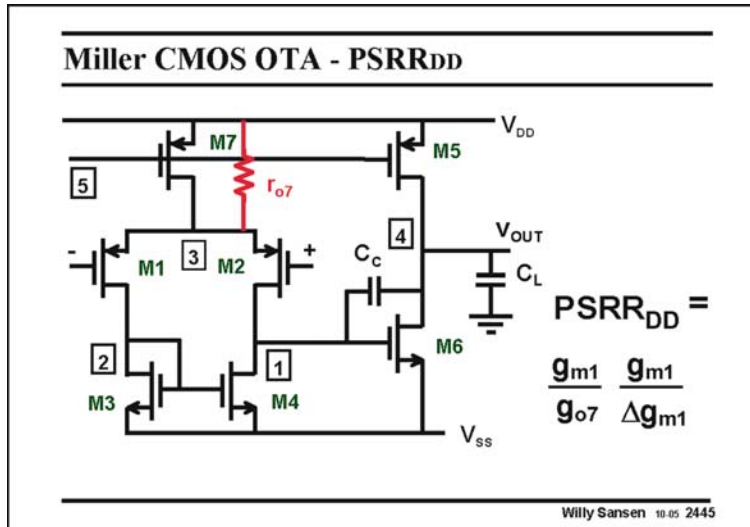 Miller CMOS OTA - PSRRDD
VDD
M7
M5
5
ro7
4
VOUT
3
- M1
M2 +
Cc
CL
PSRRDD =
gm1 gm1
go7 Δgm1
M6
2
1
M3
M4
VSS
Willy Sansen 10-05 2445